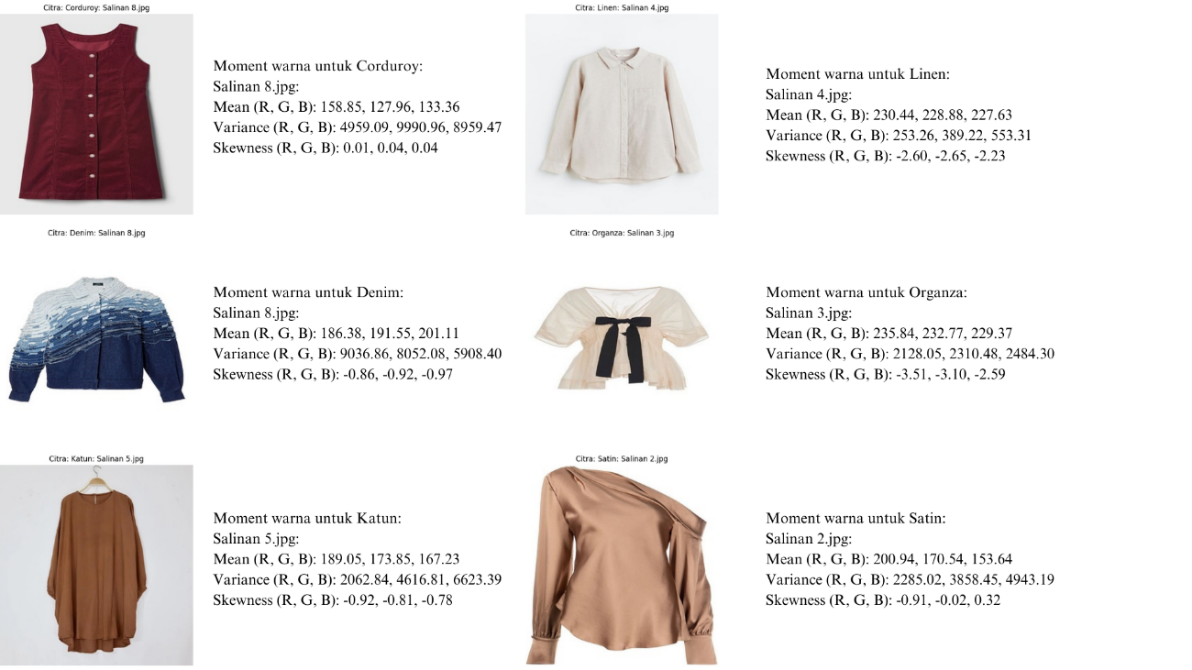 Citra: Corduroy: Salinan 8.jpg
Moment warna untuk Corduroy:
Salinan 8.jpg:
Mean (R, G, B): 158.85, 127.96, 133.36
Variance (R, G, B): 4959.09, 9990.96, 8959.47
Skewness (R, G, B): 0.01, 0.04, 0.04
Citra: Linen: Salinan 4.jpg
Moment warna untuk Linen:
Salinan 4.jpg:
Mean (R, G, B): 230.44, 228.88, 227.63
Variance (R, G, B): 253.26, 389.22, 553.31
Skewness (R, G, B): -2.60, -2.65, -2.23
Citra: Denim: Salinan 8.jpg
Moment warna untuk Denim:
Salinan 8.jpg:
Mean (R, G, B): 186.38, 191.55, 201.11
Variance (R, G, B): 9036.86, 8052.08, 5908.40
Skewness (R, G, B): -0.86, -0.92, -0.97
Citra: Organza: Salinan 3.jpg
Moment warna untuk Organza:
Salinan 3.jpg:
Mean (R, G, B): 235.84, 232.77, 229.37
Variance (R, G, B): 2128.05, 2310.48, 2484.30
Skewness (R, G, B): -3.51, -3.10, -2.59
Citra: Katun: Salinan 5.jpg
Moment warna untuk Katun:
Salinan 5.jpg:
Mean (R, G, B): 189.05, 173.85, 167.23
Variance (R, G, B): 2062.84, 4616.81, 6623.39
Skewness (R, G, B): -0.92, -0.81, -0.78
Citra: Satin: Salinan 2.jpg
Moment warna untuk Satin:
Salinan 2.jpg:
Mean (R, G, B): 200.94, 170.54, 153.64
Variance (R, G, B): 2285.02, 3858.45, 4943.19
Skewness (R, G, B): -0.91, -0.02, 0.32